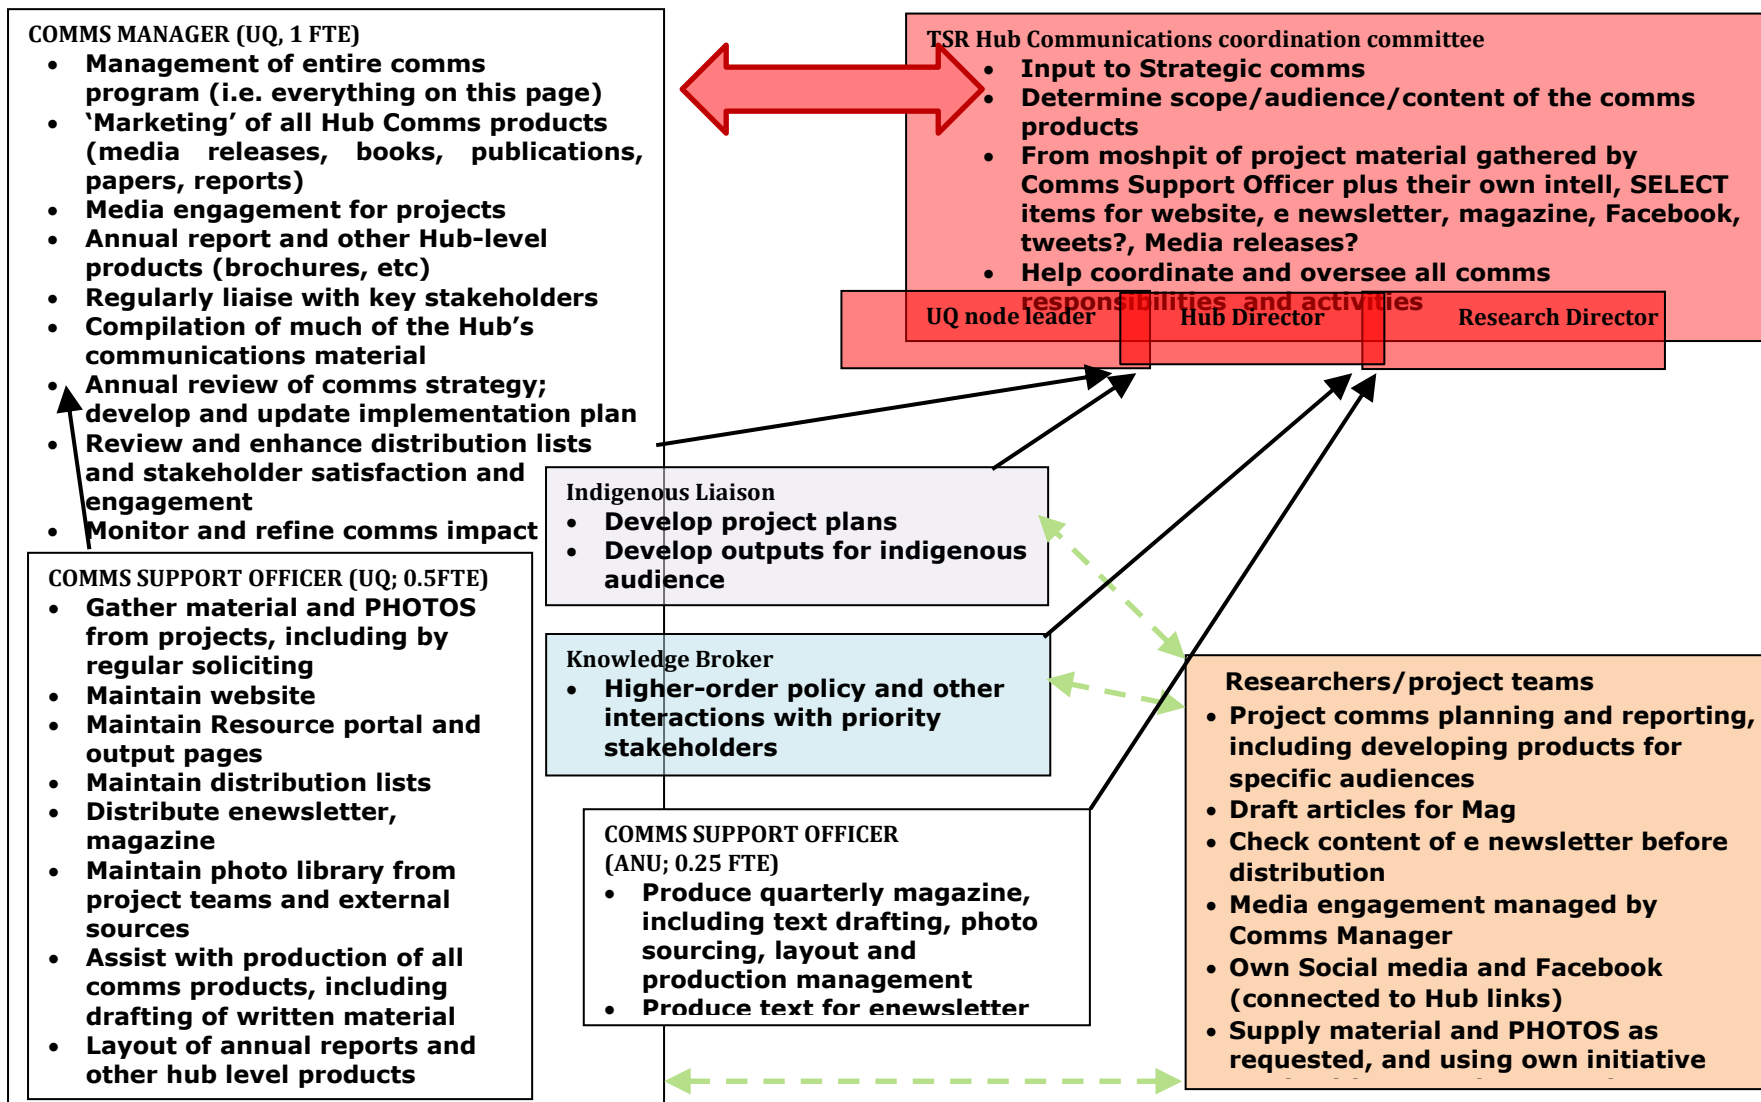 COMMS MANAGER (UQ, 1 FTE)
• Management of entire comms
program (i.e. everything on this page)
• ‘Marketing’ of all Hub Comms products
(media releases, books, publications,
papers, reports)
• Media engagement for projects
• Annual report and other Hub-level
products (brochures, etc)
• Regularly liaise with key stakeholders
• Compilation of much of the Hub’s
communications material
• Annual review of comms strategy;
develop and update implementation plan
• Review and enhance distribution lists
and stakeholder satisfaction and
engagement
• Monitor and refine comms impact
TSR Hub Communications coordination committee
• Input to Strategic comms
• Determine scope/audience/content of the comms
products
• From moshpit of project material gathered by
Comms Support Officer plus their own intell, SELECT
items for website, e newsletter, magazine, Facebook,
tweets?, Media releases?
• Help coordinate and oversee all comms
responsibilities and activities
UQ node leader
Hub Director
Research Director
COMMS SUPPORT OFFICER (UQ; 0.5FTE)
• Gather material and PHOTOS
from projects, including by
regular soliciting
• Maintain website
• Maintain Resource portal and
output pages
• Maintain distribution lists
• Distribute enewsletter,
magazine
• Maintain photo library from
project teams and external
sources
• Assist with production of all
comms products, including
drafting of written material
• Layout of annual reports and
other hub level products
Indigenous Liaison
• Develop project plans
• Develop outputs for indigenous
audience
Knowledge Broker
• Higher-order policy and other
interactions with priority
stakeholders
COMMS SUPPORT OFFICER
(ANU; 0.25 FTE)
• Produce quarterly magazine,
including text drafting, photo
sourcing, layout and
production management
• Produce text for enewsletter
Researchers/project teams
• Project comms planning and reporting,
including developing products for
specific audiences
• Draft articles for Mag
• Check content of e newsletter before
distribution
• Media engagement managed by
Comms Manager
• Own Social media and Facebook
(connected to Hub links)
• Supply material and PHOTOS as
requested, and using own initiative